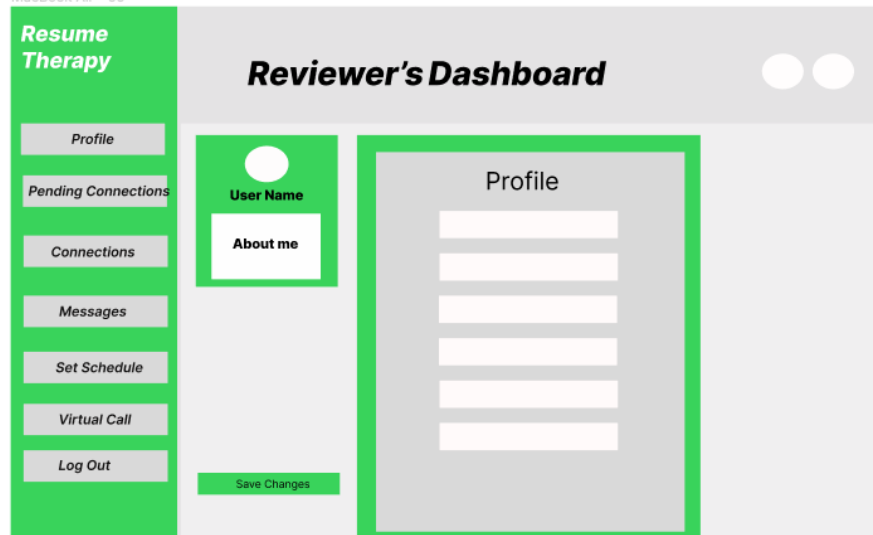 Resume
Therapy
Reviewer's Dashboard
Profile
Pending Connections
Connections
Messages
Set Schedule
Virtual Call
Log Out
User Name
About me
Save Changes
Profile